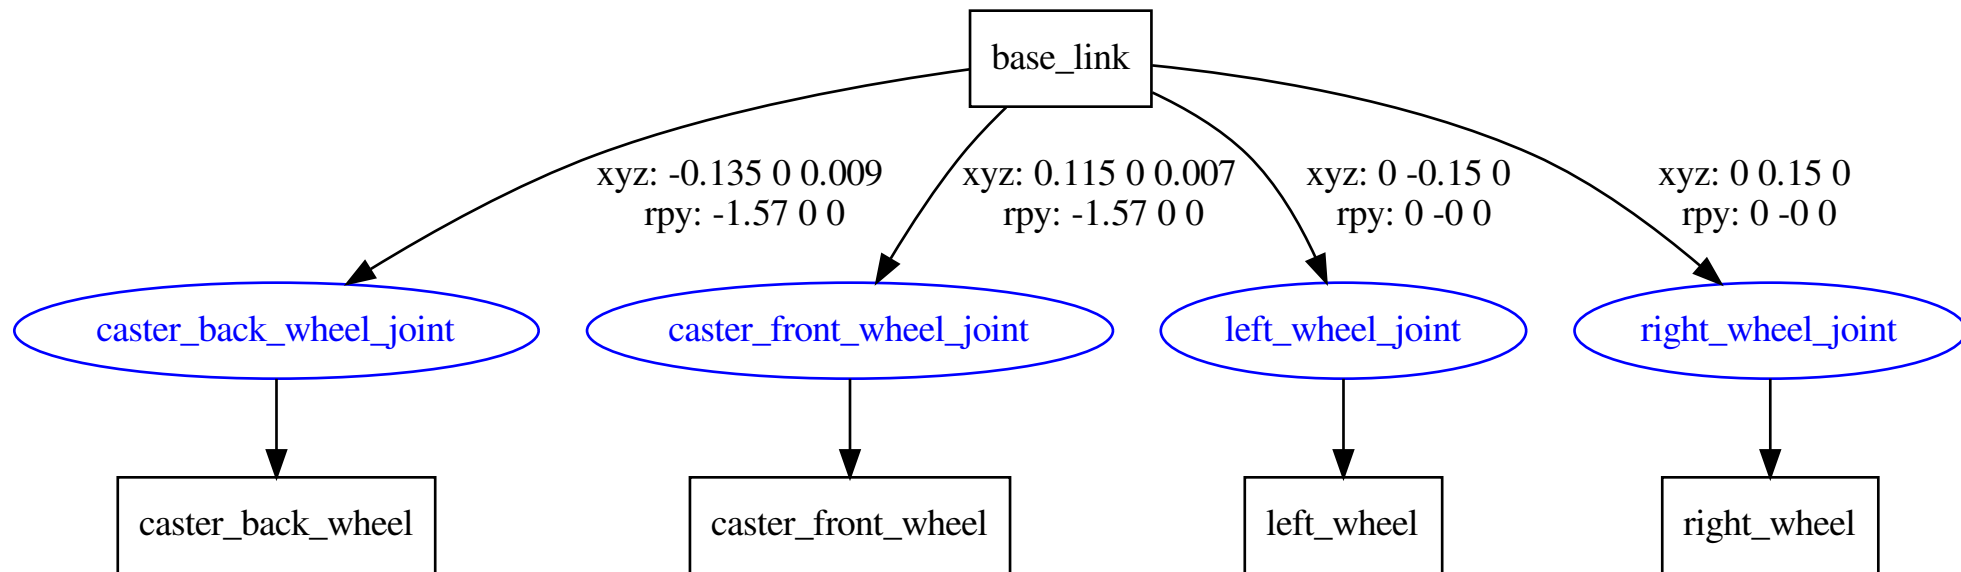 base_link
xyz: -0.135 0 0.009
rpy: -1.57 0 0
xyz: 0.115 0 0.007
rpy: -1.57 0 0
xyz: 0 -0.15 0
rpy: 0 -0 0
xyz: 0 0.15 0
rpy: 0 -0 0
caster_back_wheel_joint
caster_front_wheel_joint
left_wheel_joint
right_wheel_joint
caster_back_wheel
caster_front_wheel
left_wheel
right_wheel